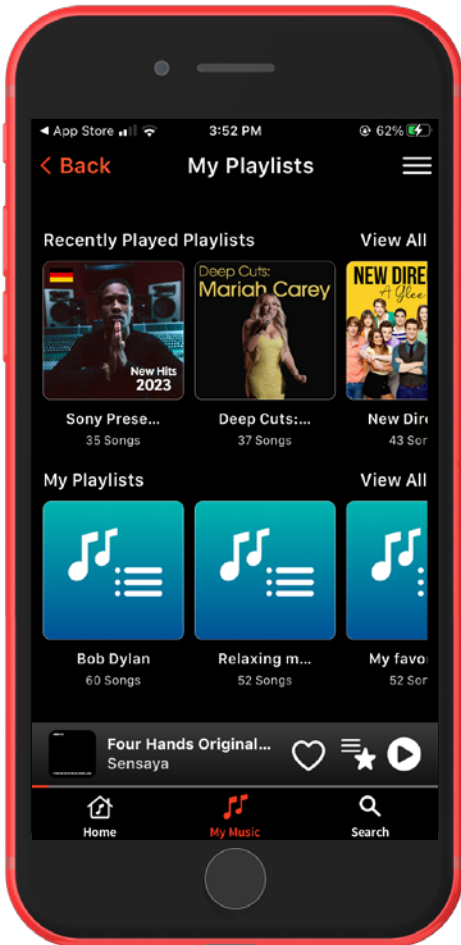 App Store
3:52 PM
62%
Back
My Playlists
Recently Played Playlists
View All
New Hits
2023
Deep Cuts:
Mariah Carey
NEW DIRE
A Glee
Sony Prese...
Deep Cuts:...
New Dire
35 Songs
37 Songs
43 Son
My Playlists
View All
Bob Dylan
Relaxing m...
My favo
60 Songs
52 Songs
52 Son
Four Hands Original...
Sensaya
Home
My Music
Search